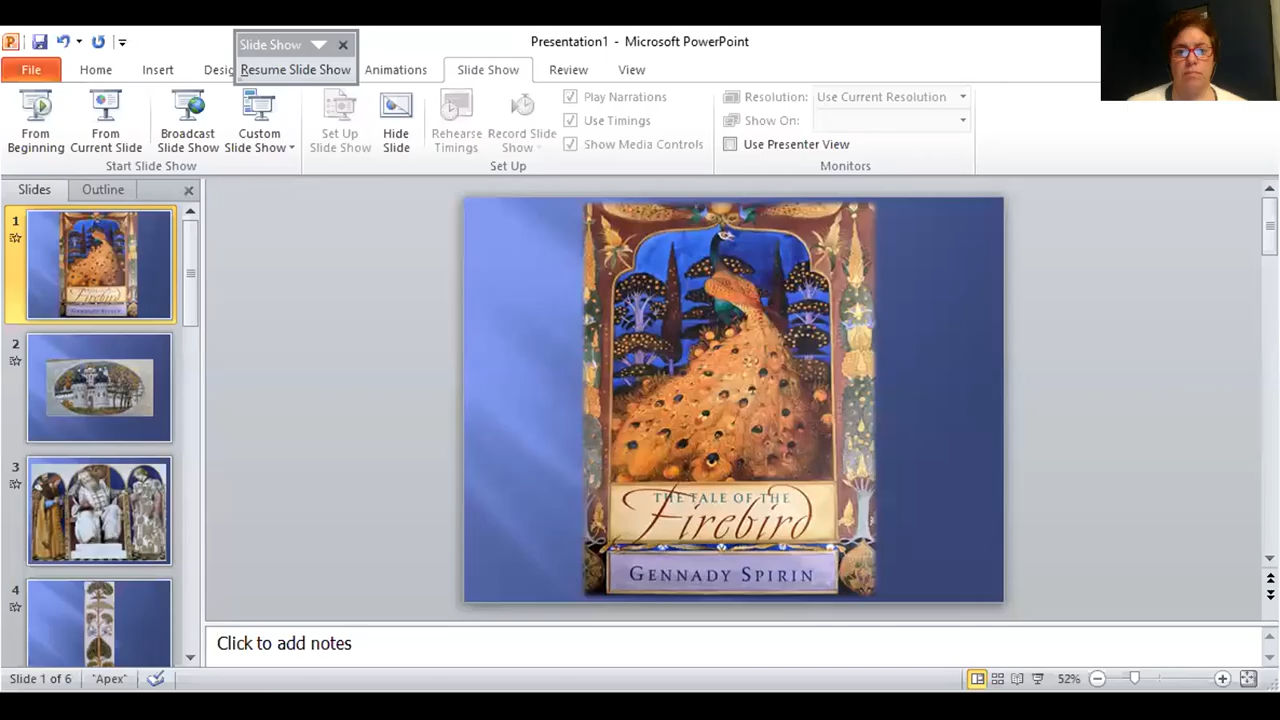 Presentation1 - Microsoft PowerPoint
Slide Show
Resume Slide Show
File Home Insert Desig Animations Slide Show Review View
From Beginning
From Current Slide
Broadcast Slide Show
Custom Slide Show
Start Slide Show
Set Up Slide Show
Hide Slide
Rehearse Timings
Record Slide Show
Play Narrations
Use Timings
Show Media Controls
Set Up
Resolution: Use Current Resolution
Show On:
Use Presenter View
Monitors
Slides Outline
1
2
3
4
THE TALE OF THE
Firebird
GENNADY SPIRIN
Click to add notes
Slide 1 of 6 "Apex" 52%